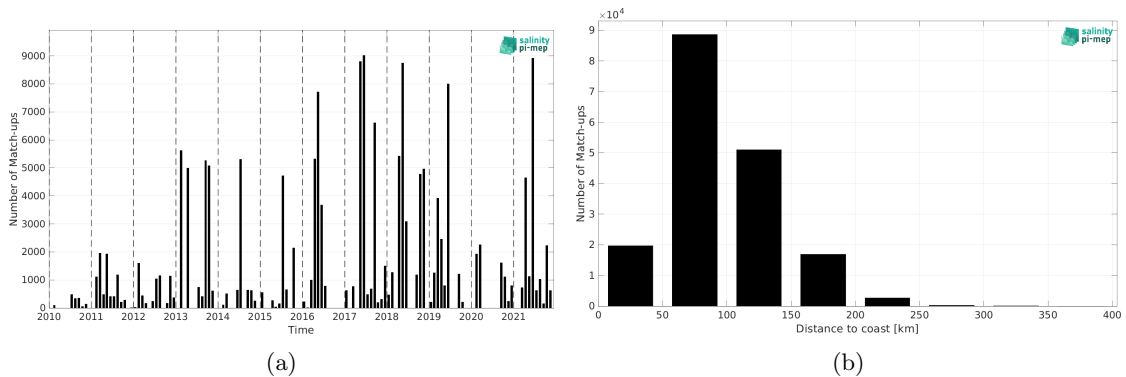 salinity
pi-mep
9000
8000
7000
6000
5000
4000
3000
2000
1000
0
Number of Match-ups
2010 2011 2012 2013 2014 2015 2016 2017 2018 2019 2020 2021
Time
(a)
×10⁴
salinity
pi-mep
9
8
7
6
5
4
3
2
1
0
Number of Match-ups
0 50 100 150 200 250 300 350 400
Distance to coast [km]
(b)